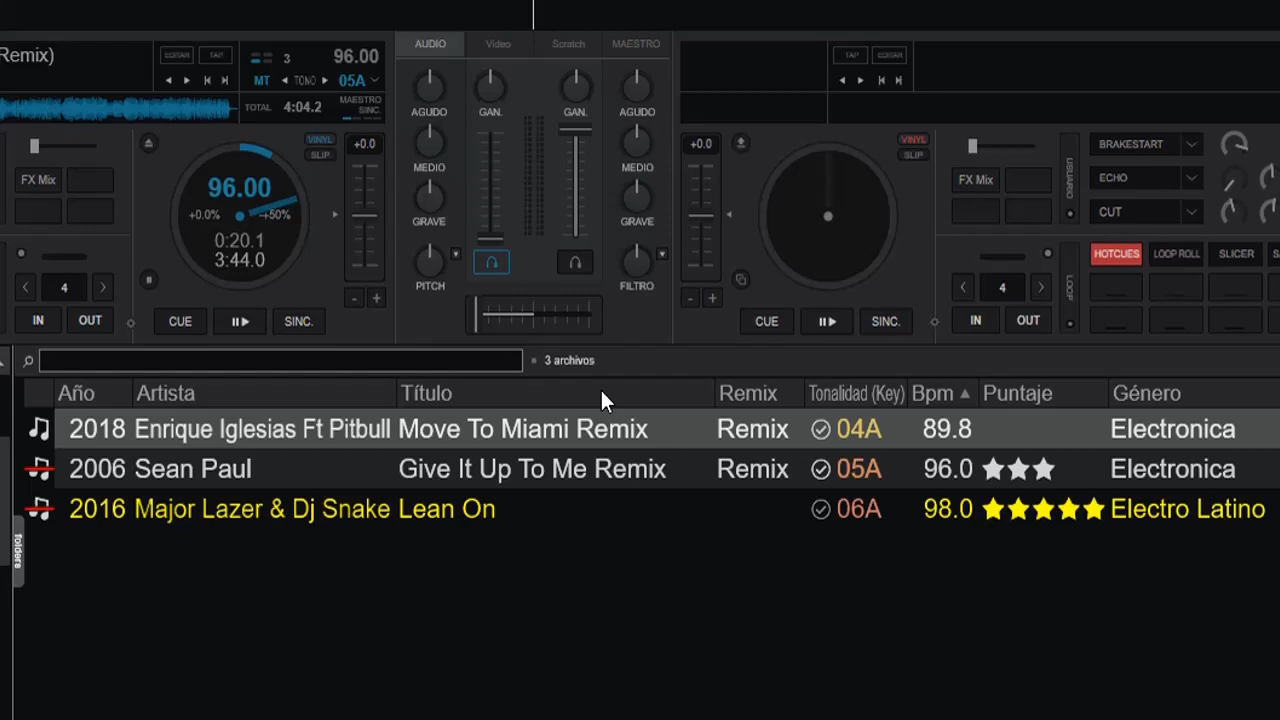 Remix)
EDITAR TAP
3 96.00
MT TONO 05A
TOTAL 4:04.2 MAESTRO SINC.
AUDIO Video Scratch MAESTRO
TAP EDITAR
AGUDO GAN. GAN. AGUDO
MEDIO MEDIO
GRAVE GRAVE
PITCH FILTRO
VINYL
SLIP
+0.0
FX Mix
96.00
+0.0% 50%
0:20.1
3:44.0
4
IN OUT CUE SINC.
- +
+0.0
VINYL
SLIP
FX Mix
USUARIO
BRAKESTART
ECHO
CUT
LOOP
HOTCUES LOOP ROLL SLICER
4
- +
CUE SINC. IN OUT
3 archivos
Año Artista Título Remix Tonalidad (Key) Bpm Puntaje Género
2018 Enrique Iglesias Ft Pitbull Move To Miami Remix Remix 04A 89.8 Electronica
2006 Sean Paul Give It Up To Me Remix Remix 05A 96.0 Electronica
2016 Major Lazer & Dj Snake Lean On 06A 98.0 Electro Latino
folders